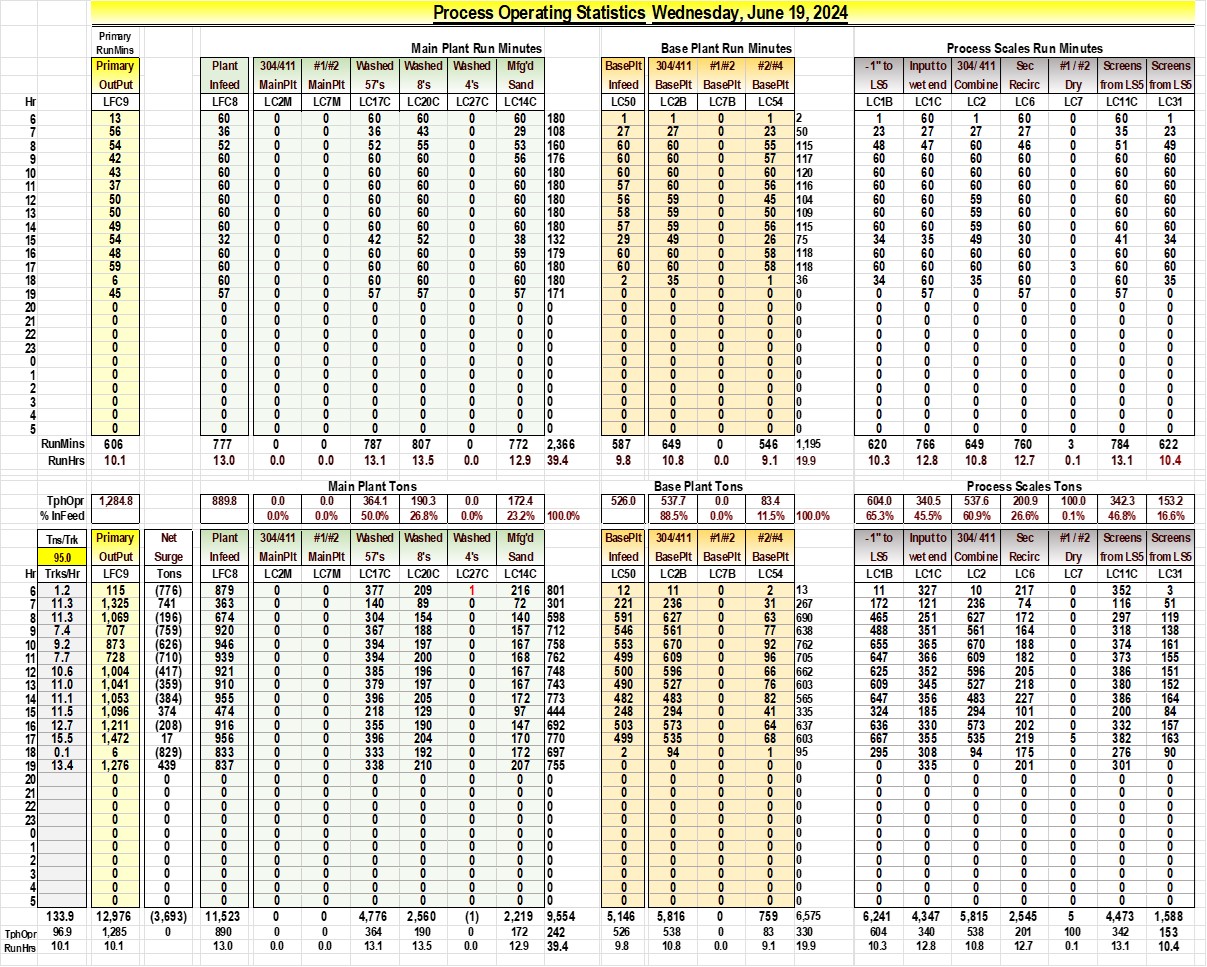 Process Operating Statistics Wednesday, June 19, 2024
Primary
RunMins Main Plant Run Minutes Base Plant Run Minutes Process Scales Run Minutes
Primary Plant 304/411 #1/#2 Washed Washed Washed Mfg'd BasePlt 304/411 #1/#2 #2/#4 -1" to Input to 304/ 411 Sec #1 / #2 Screens Screens
OutPut Infeed MainPlt MainPlt 57's 8's 4's Sand Infeed BasePlt BasePlt BasePlt LS5 wet end Combine Recirc Dry from LS5 from LS5
Hr LFC9 LFC8 LC2M LC7M LC17C LC20C LC27C LC14C LC50 LC2B LC7B LC54 LC1B LC1C LC2 LC6 LC7 LC11C LC31
6 13 60 0 0 60 60 0 60 180 1 1 0 1 2 1 60 1 60 0 60 1
7 56 36 0 0 36 43 0 29 108 27 27 0 23 50 23 27 27 27 0 35 23
8 54 52 0 0 52 55 0 53 160 60 60 0 55 115 48 47 60 46 0 51 49
9 42 60 0 0 60 60 0 56 176 60 60 0 57 117 60 60 60 60 0 60 60
10 43 60 0 0 60 60 0 60 180 60 60 0 60 120 60 60 60 60 0 60 60
11 37 60 0 0 60 60 0 60 180 57 60 0 56 116 60 60 60 60 0 60 60
12 50 60 0 0 60 60 0 60 180 56 59 0 45 104 60 60 59 60 0 60 60
13 50 60 0 0 60 60 0 60 180 58 59 0 50 109 60 60 59 60 0 60 60
14 49 60 0 0 60 60 0 60 180 57 59 0 56 115 60 60 59 60 0 60 60
15 54 32 0 0 42 52 0 38 132 29 49 0 26 75 34 35 49 30 0 41 34
16 48 60 0 0 60 60 0 59 179 60 60 0 58 118 60 60 60 60 0 60 60
17 59 60 0 0 60 60 0 60 180 60 60 0 58 118 60 60 60 60 3 60 60
18 6 60 0 0 60 60 0 60 180 2 35 0 1 36 34 60 35 60 0 60 35
19 45 57 0 0 57 57 0 57 171 0 0 0 0 0 0 57 0 57 0 57 0
20 0 0 0 0 0 0 0 0 0 0 0 0 0 0 0 0 0 0 0 0 0
21 0 0 0 0 0 0 0 0 0 0 0 0 0 0 0 0 0 0 0 0 0
22 0 0 0 0 0 0 0 0 0 0 0 0 0 0 0 0 0 0 0 0 0
23 0 0 0 0 0 0 0 0 0 0 0 0 0 0 0 0 0 0 0 0 0
0 0 0 0 0 0 0 0 0 0 0 0 0 0 0 0 0 0 0 0 0 0
1 0 0 0 0 0 0 0 0 0 0 0 0 0 0 0 0 0 0 0 0 0
2 0 0 0 0 0 0 0 0 0 0 0 0 0 0 0 0 0 0 0 0 0
3 0 0 0 0 0 0 0 0 0 0 0 0 0 0 0 0 0 0 0 0 0
4 0 0 0 0 0 0 0 0 0 0 0 0 0 0 0 0 0 0 0 0 0
5 0 0 0 0 0 0 0 0 0 0 0 0 0 0 0 0 0 0 0 0 0
RunMins 606 777 0 0 787 807 0 772 2,366 587 649 0 546 1,195 620 766 649 760 3 784 622
RunHrs 10.1 13.0 0.0 0.0 13.1 13.5 0.0 12.9 39.4 9.8 10.8 0.0 9.1 19.9 10.3 12.8 10.8 12.7 0.1 13.1 10.4
Main Plant Tons Base Plant Tons Process Scales Tons
TphOpr 1,284.8 889.8 0.0 0.0 364.1 190.3 0.0 172.4 526.0 537.7 0.0 83.4 604.0 340.5 537.6 200.9 100.0 342.3 153.2
% InFeed 0.0% 0.0% 50.0% 26.8% 0.0% 23.2% 100.0% 88.5% 0.0% 11.5% 100.0% 65.3% 45.5% 60.9% 26.6% 0.1% 46.8% 16.6%
Tns/Trk Primary Net Plant 304/411 #1/#2 Washed Washed Washed Mfg'd BasePlt 304/411 #1/#2 #2/#4 -1" to Input to 304/ 411 Sec #1 / #2 Screens Screens
95.0 OutPut Surge Infeed MainPlt MainPlt 57's 8's 4's Sand Infeed BasePlt BasePlt BasePlt LS5 wet end Combine Recirc Dry from LS5 from LS5
Hr Trks/Hr LFC9 Tons LFC8 LC2M LC7M LC17C LC20C LC27C LC14C LC50 LC2B LC7B LC54 LC1B LC1C LC2 LC6 LC7 LC11C LC31
6 1.2 115 (776) 879 0 0 377 209 1 216 801 12 11 0 2 13 11 327 10 217 0 352 3
7 11.3 1,325 741 363 0 0 140 89 0 72 301 221 236 0 31 267 172 121 236 74 0 116 51
8 11.3 1,069 (196) 674 0 0 304 154 0 140 598 591 627 0 63 690 465 251 627 172 0 297 119
9 7.4 707 (759) 920 0 0 367 188 0 157 712 546 561 0 77 638 488 351 561 164 0 318 138
10 9.2 873 (626) 946 0 0 394 197 0 167 758 553 670 0 92 762 655 365 670 188 0 374 161
11 7.7 728 (710) 939 0 0 394 200 0 168 762 499 609 0 96 705 647 366 609 182 0 373 155
12 10.6 1,004 (417) 921 0 0 385 196 0 167 748 500 596 0 66 662 625 352 596 205 0 386 151
13 11.0 1,041 (359) 910 0 0 379 197 0 167 743 490 527 0 76 603 609 345 527 218 0 380 152
14 11.1 1,053 (384) 955 0 0 396 205 0 172 773 482 483 0 82 565 647 356 483 227 0 386 164
15 11.5 1,096 374 474 0 0 218 129 0 97 444 248 294 0 41 335 324 185 294 101 0 200 84
16 12.7 1,211 (208) 916 0 0 355 190 0 147 692 503 573 0 64 637 636 330 573 202 0 332 157
17 15.5 1,472 17 956 0 0 396 204 0 170 770 499 535 0 68 603 667 355 535 219 5 382 163
18 0.1 6 (829) 833 0 0 333 192 0 172 697 2 94 0 1 95 295 308 94 175 0 276 90
19 13.4 1,276 439 837 0 0 338 210 0 207 755 0 0 0 0 0 0 335 0 201 0 301 0
20 0 0 0 0 0 0 0 0 0 0 0 0 0 0 0 0 0 0 0 0 0 0
21 0 0 0 0 0 0 0 0 0 0 0 0 0 0 0 0 0 0 0 0 0 0
22 0 0 0 0 0 0 0 0 0 0 0 0 0 0 0 0 0 0 0 0 0 0
23 0 0 0 0 0 0 0 0 0 0 0 0 0 0 0 0 0 0 0 0 0 0
0 0 0 0 0 0 0 0 0 0 0 0 0 0 0 0 0 0 0 0 0 0 0
1 0 0 0 0 0 0 0 0 0 0 0 0 0 0 0 0 0 0 0 0 0 0
2 0 0 0 0 0 0 0 0 0 0 0 0 0 0 0 0 0 0 0 0 0 0
3 0 0 0 0 0 0 0 0 0 0 0 0 0 0 0 0 0 0 0 0 0 0
4 0 0 0 0 0 0 0 0 0 0 0 0 0 0 0 0 0 0 0 0 0 0
5 0 0 0 0 0 0 0 0 0 0 0 0 0 0 0 0 0 0 0 0 0 0
133.9 12,976 (3,693) 11,523 0 0 4,776 2,560 (1) 2,219 9,554 5,146 5,816 0 759 6,575 6,241 4,347 5,815 2,545 5 4,473 1,588
TphOpr 96.9 1,285 0 890 0 0 364 190 0 172 242 526 538 0 83 330 604 340 538 201 100 342 153
RunHrs 10.1 10.1 13.0 0.0 0.0 13.1 13.5 0.0 12.9 39.4 9.8 10.8 0.0 9.1 19.9 10.3 12.8 10.8 12.7 0.1 13.1 10.4